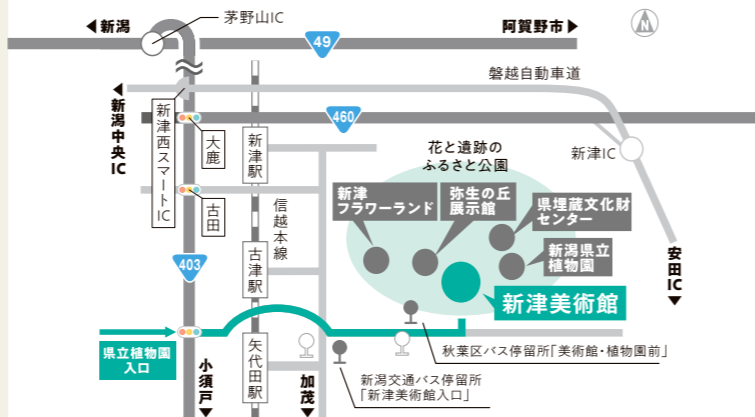 ◀新潟
茅野山IC
49
阿賀野市▶
N
磐越自動車道
新潟中央IC
新津西スマートIC
大鹿
460
新津駅
新津IC
花と遺跡の
ふるさと公園
古田
信越本線
新津
フラワーランド
弥生の丘
展示館
県埋蔵文化財
センター
新潟県立
植物園
安田IC
403
古津駅
新津美術館
県立植物園
入口
小須戸
矢代田駅
加茂
秋葉区バス停留所「美術館・植物園前」
新潟交通バス停留所
「新津美術館入口」